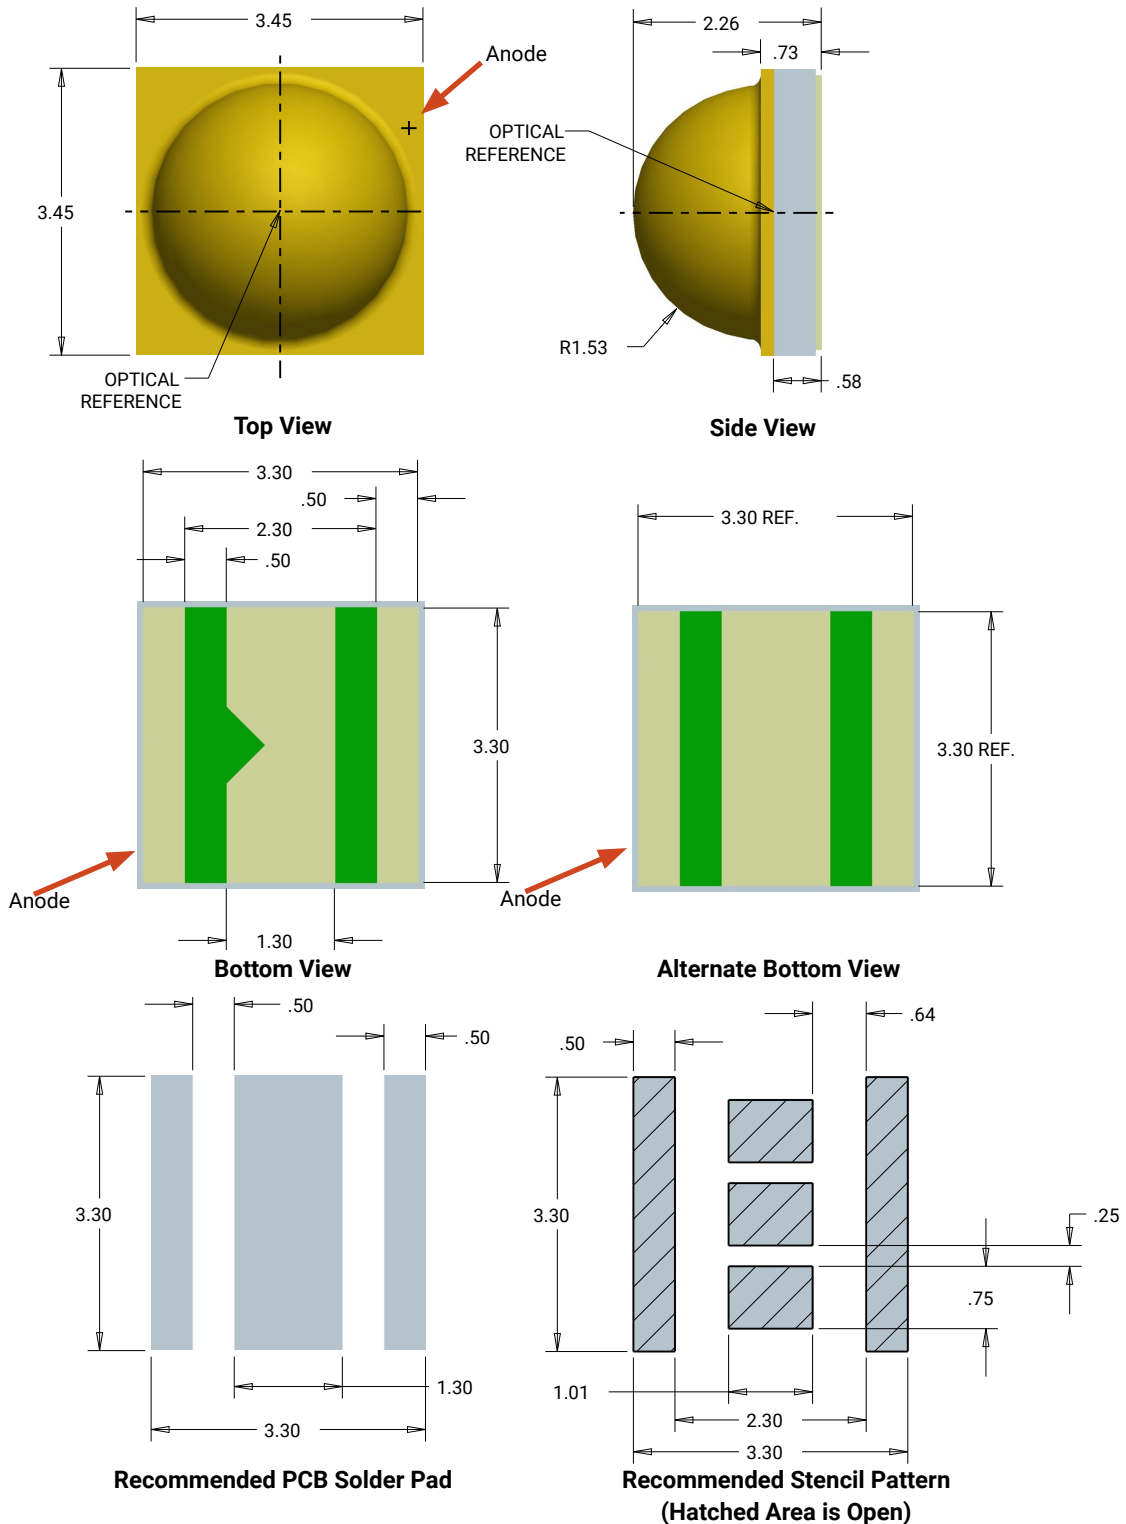 3.45
Anode
+
3.45
OPTICAL
REFERENCE
Top View
2.26
.73
OPTICAL
REFERENCE
R1.53
.58
Side View
3.30
.50
2.30
.50
3.30
Anode
1.30
Bottom View
3.30 REF.
3.30 REF.
Anode
Alternate Bottom View
.50
.50
3.30
1.30
3.30
Recommended PCB Solder Pad
.64
.50
3.30
.25
.75
1.01
2.30
3.30
Recommended Stencil Pattern
(Hatched Area is Open)